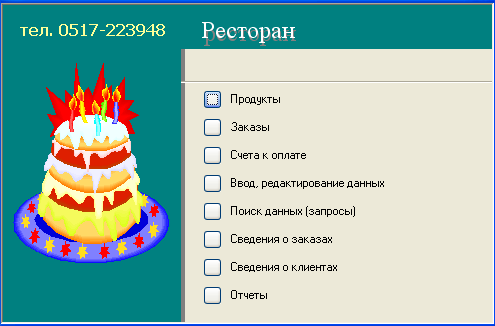 тел. 0517-223948
Ресторан
Продукты
Заказы
Счета к оплате
Ввод, редактирование данных
Поиск данных (запросы)
Сведения о заказах
Сведения о клиентах
Отчеты